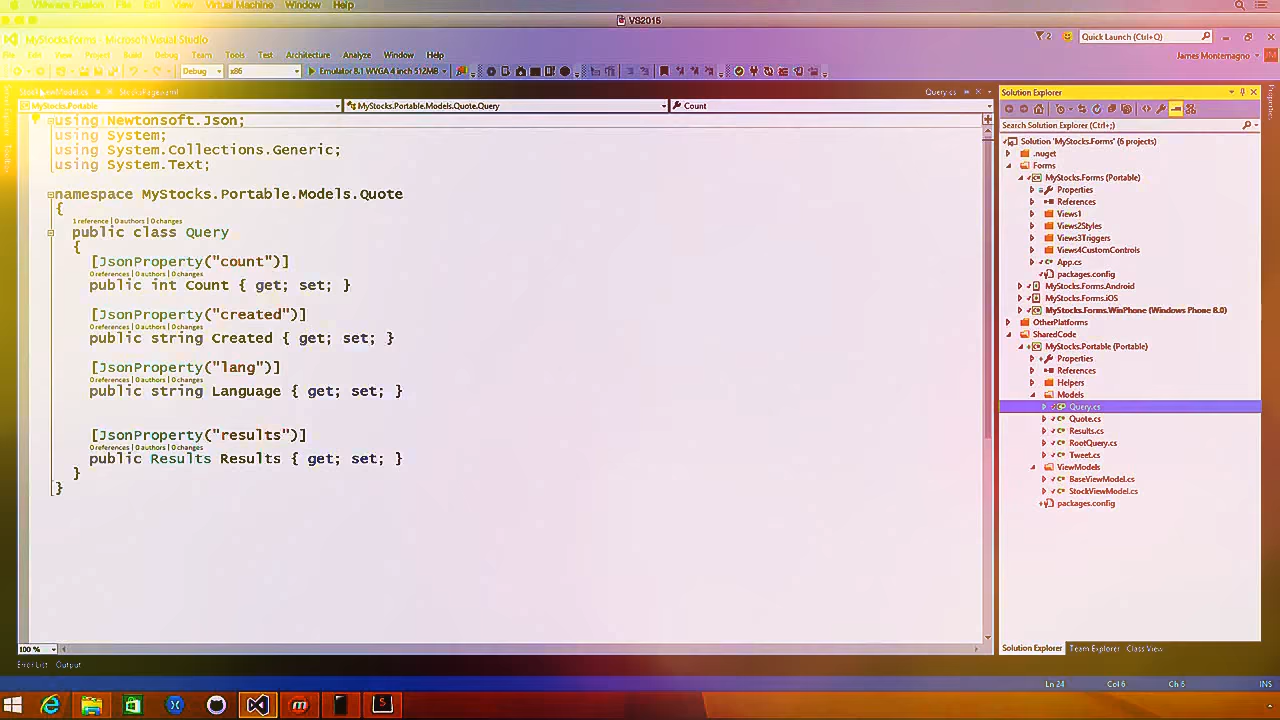 VMware Fusion File Edit View Virtual Machine Window Help
VS2015
MyStocks.Forms - Microsoft Visual Studio
2 Quick Launch (Ctrl+Q)
File Edit View Project Build Debug Team Tools Test Architecture Analyze Window Help
James Montemagno JM
Debug x86 Emulator 8.1 WVGA 4 inch 512MB
StocksPage.xaml Query.cs
MyStocks.Portable MyStocks.Portable.Models.Quote.Query Count
using Newtonsoft.Json;
using System;
using System.Collections.Generic;
using System.Text;
namespace MyStocks.Portable.Models.Quote
{
1 reference | 0 authors | 0 changes
public class Query
{
[JsonProperty("count")]
0 references | 0 authors | 0 changes
public int Count { get; set; }
[JsonProperty("created")]
0 references | 0 authors | 0 changes
public string Created { get; set; }
[JsonProperty("lang")]
0 references | 0 authors | 0 changes
public string Language { get; set; }
[JsonProperty("results")]
0 references | 0 authors | 0 changes
public Results Results { get; set; }
}
}
100 %
Error List Output
Solution Explorer
Search Solution Explorer (Ctrl+;)
Solution 'MyStocks.Forms' (6 projects)
.nuget
Forms
MyStocks.Forms (Portable)
Properties
References
Views1
Views2Styles
Views3Triggers
Views4CustomControls
App.cs
packages.config
MyStocks.Forms.Android
MyStocks.Forms.iOS
MyStocks.Forms.WinPhone (Windows Phone 8.0)
OtherPlatforms
SharedCode
MyStocks.Portable (Portable)
Properties
References
Helpers
Models
Query.cs
Quote.cs
Results.cs
RootQuery.cs
Tweet.cs
ViewModels
BaseViewModel.cs
StockViewModel.cs
packages.config
Solution Explorer Team Explorer Class View
Properties
Toolbox
Ln 24 Col 6 Ch 6 INS